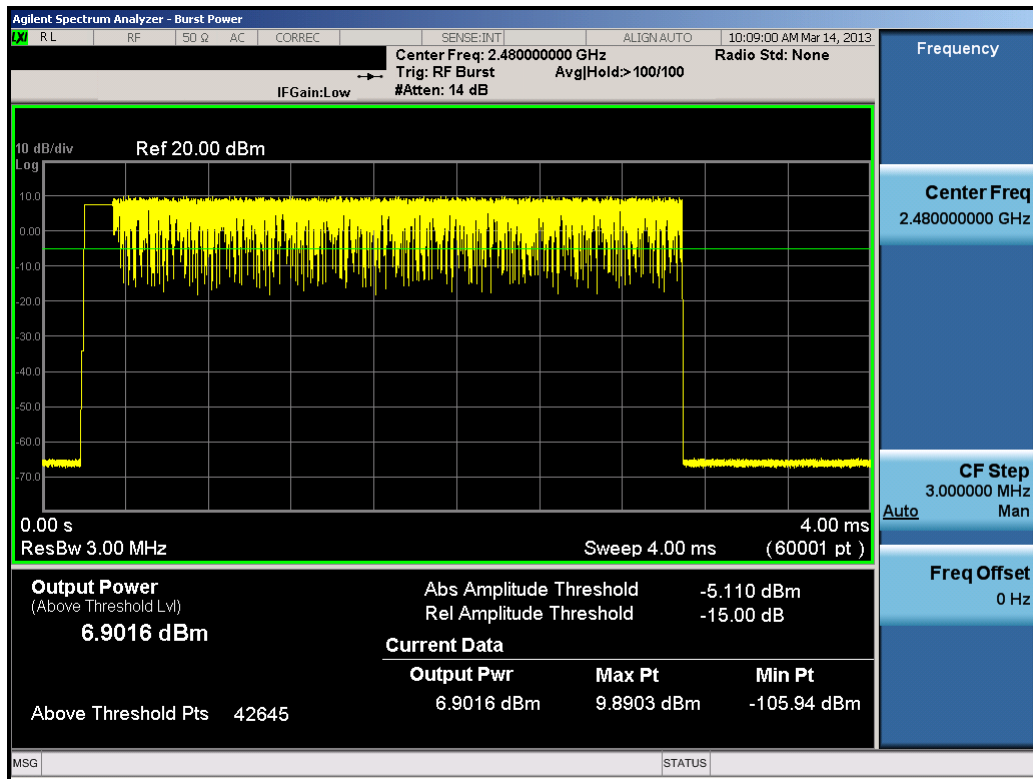 Agilent Spectrum Analyzer - Burst Power
LXI RL RF 50 Ω AC CORREC SENSE:INT ALIGN AUTO 10:09:00 AM Mar 14, 2013
Center Freq: 2.480000000 GHz Radio Std: None
Trig: RF Burst Avg|Hold:>100/100
IFGain:Low #Atten: 14 dB
10 dB/div Ref 20.00 dBm
Log
10.0
0.00
-10.0
-20.0
-30.0
-40.0
-50.0
-60.0
-70.0
0.00 s 4.00 ms
ResBw 3.00 MHz Sweep 4.00 ms (60001 pt)
Output Power
(Above Threshold Lvl)
6.9016 dBm
Above Threshold Pts 42645
Abs Amplitude Threshold -5.110 dBm
Rel Amplitude Threshold -15.00 dB
Current Data
Output Pwr Max Pt Min Pt
6.9016 dBm 9.8903 dBm -105.94 dBm
MSG STATUS
Frequency
Center Freq
2.480000000 GHz
CF Step
3.000000 MHz
Auto Man
Freq Offset
0 Hz